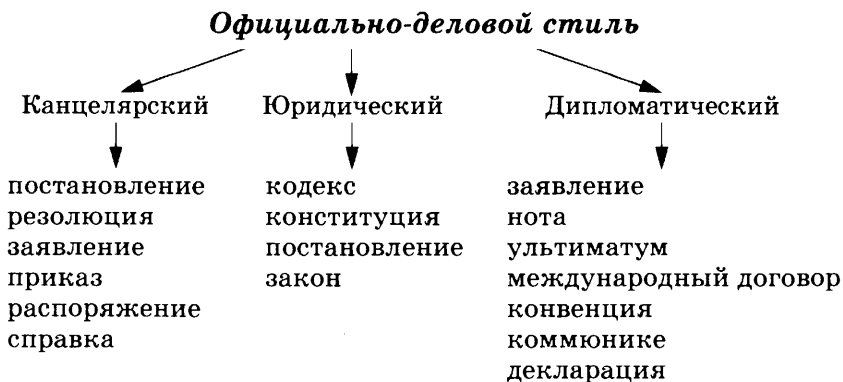 Официально-деловой стиль
Канцелярский
Юридический
Дипломатический
постановление
резолюция
заявление
приказ
распоряжение
справка
кодекс
конституция
постановление
закон
заявление
нота
ультиматум
международный договор
конвенция
коммюнике
декларация